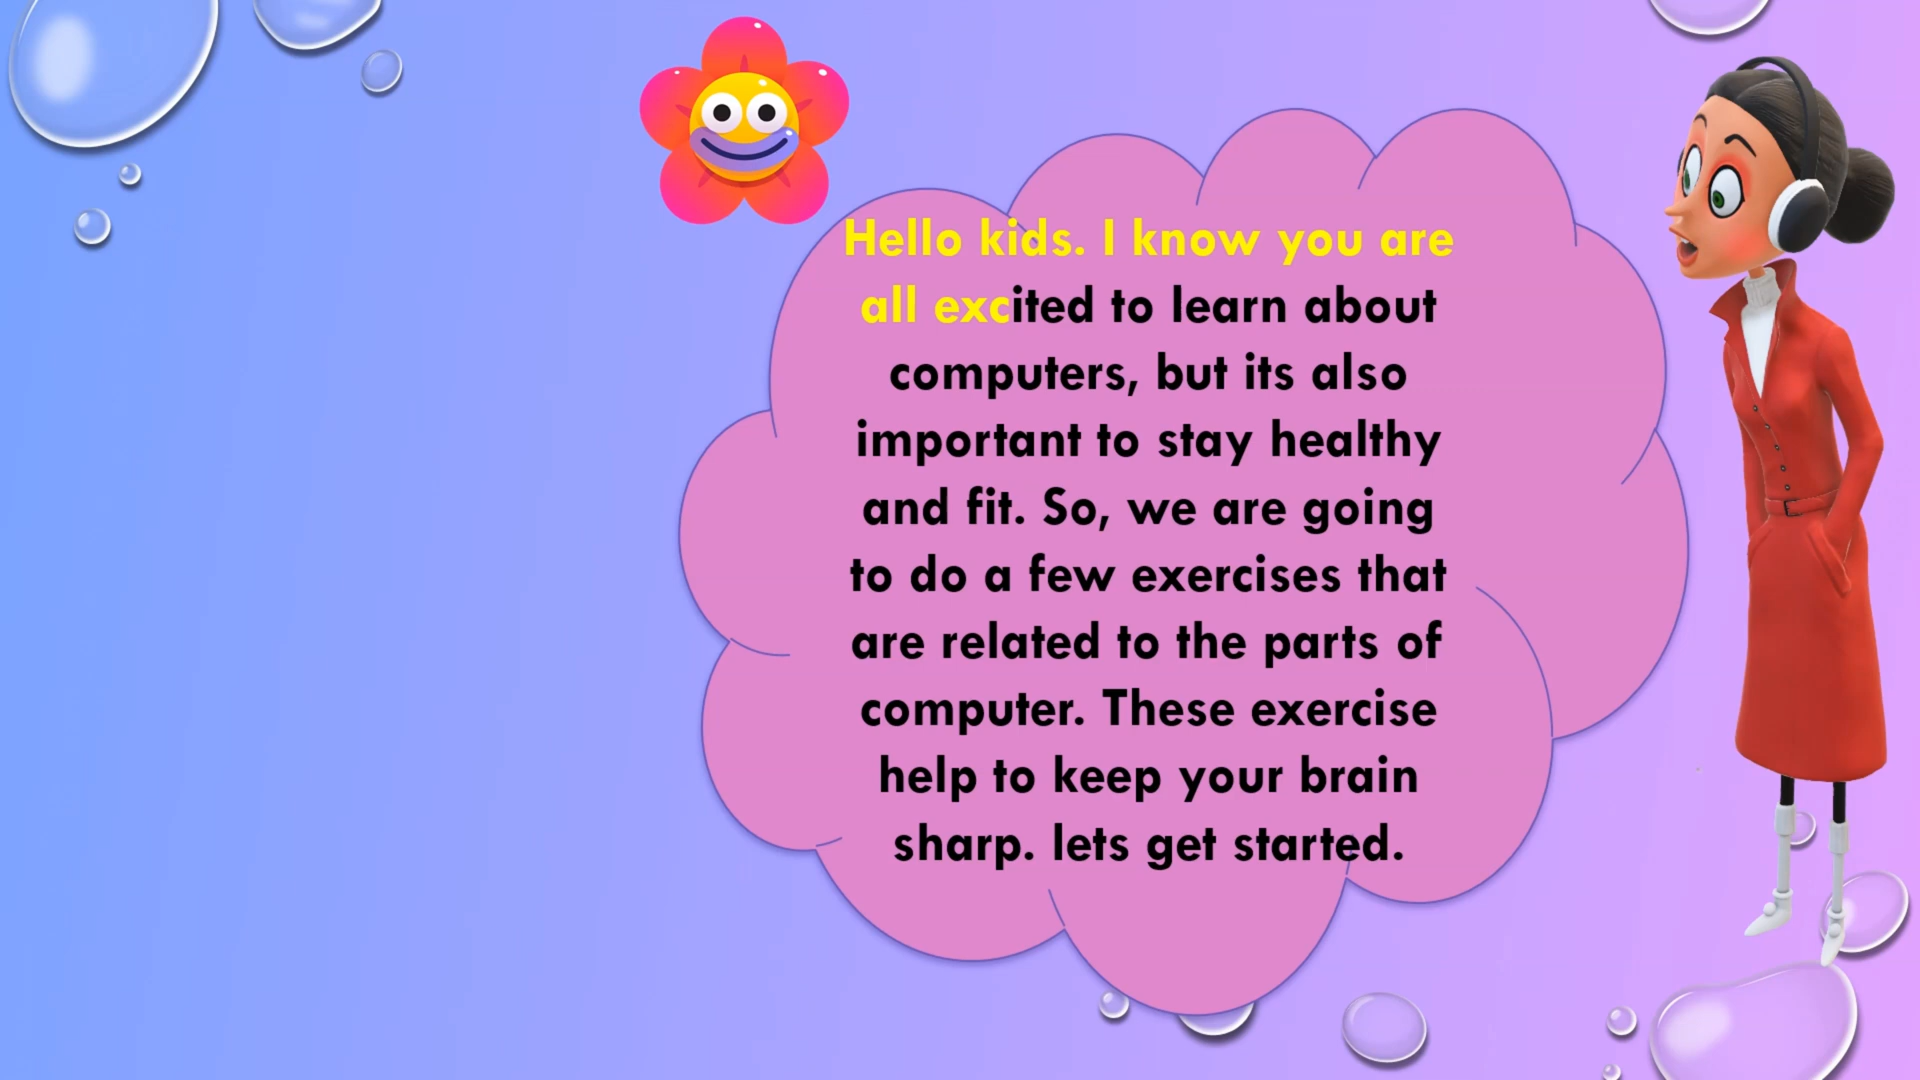 Hello kids. I know you are
all excited to learn about
computers, but its also
important to stay healthy
and fit. So, we are going
to do a few exercises that
are related to the parts of
computer. These exercise
help to keep your brain
sharp. lets get started.